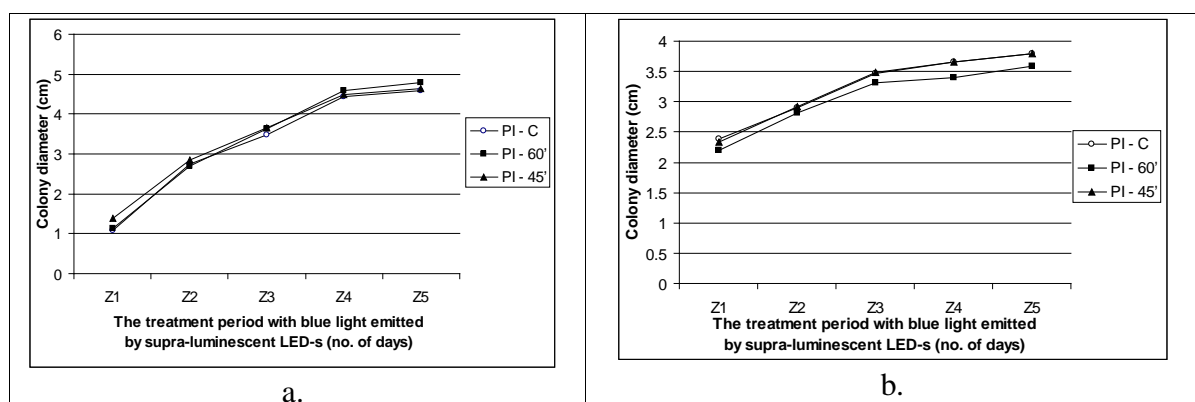 6
5
4
3
2
1
0
Colony diameter (cm)
Z1 Z2 Z3 Z4 Z5
The treatment period with blue light emitted
by supra-luminescent LED-s (no. of days)
PI - C
PI - 60'
PI - 45'
a.
4
3.5
3
2.5
2
1.5
1
0.5
0
Colony diameter (cm)
Z1 Z2 Z3 Z4 Z5
The treatment period with blue light emitted
by supra-luminescent LED-s (no. of days)
PI - C
PI - 60'
PI - 45'
b.